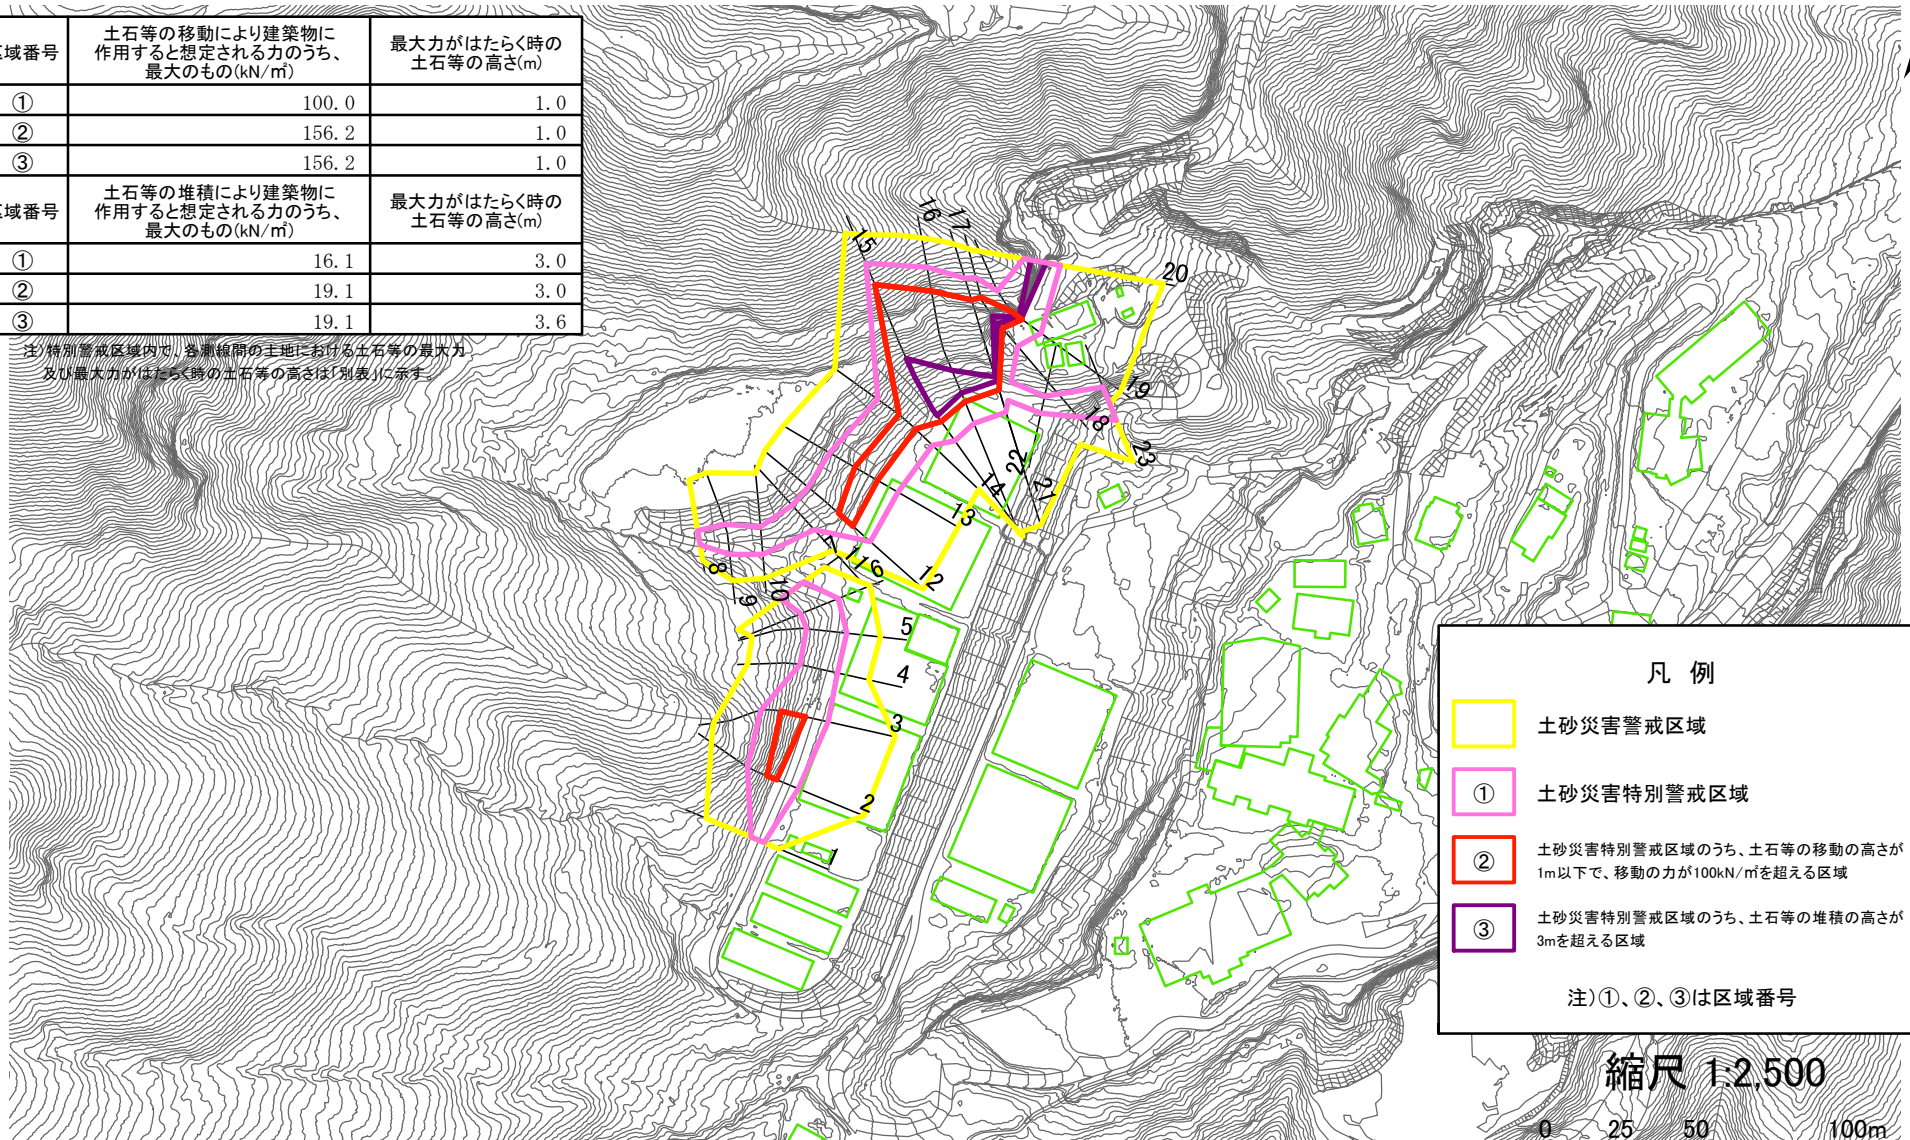 区域番号
土石等の移動により建築物に
作用すると想定される力のうち、
最大のもの(kN/㎡)
最大力がはたらく時の
土石等の高さ(m)
① 100.0 1.0
② 156.2 1.0
③ 156.2 1.0
区域番号
土石等の堆積により建築物に
作用すると想定される力のうち、
最大のもの(kN/㎡)
最大力がはたらく時の
土石等の高さ(m)
① 16.1 3.0
② 19.1 3.0
③ 19.1 3.6
注)特別警戒区域内で、各測線間の土地における土石等の最大力
及び最大力がはたらく時の土石等の高さは「別表」に示す。
15
16
17
20
19
18
23
22
21
14
13
12
11
7
6
8
9
10
5
4
3
2
1
凡 例
土砂災害警戒区域
① 土砂災害特別警戒区域
② 土砂災害特別警戒区域のうち、土石等の移動の高さが
1m以下で、移動の力が100kN/㎡を超える区域
③ 土砂災害特別警戒区域のうち、土石等の堆積の高さが
3mを超える区域
注)①、②、③は区域番号
縮尺 1:2,500
0 25 50 100m